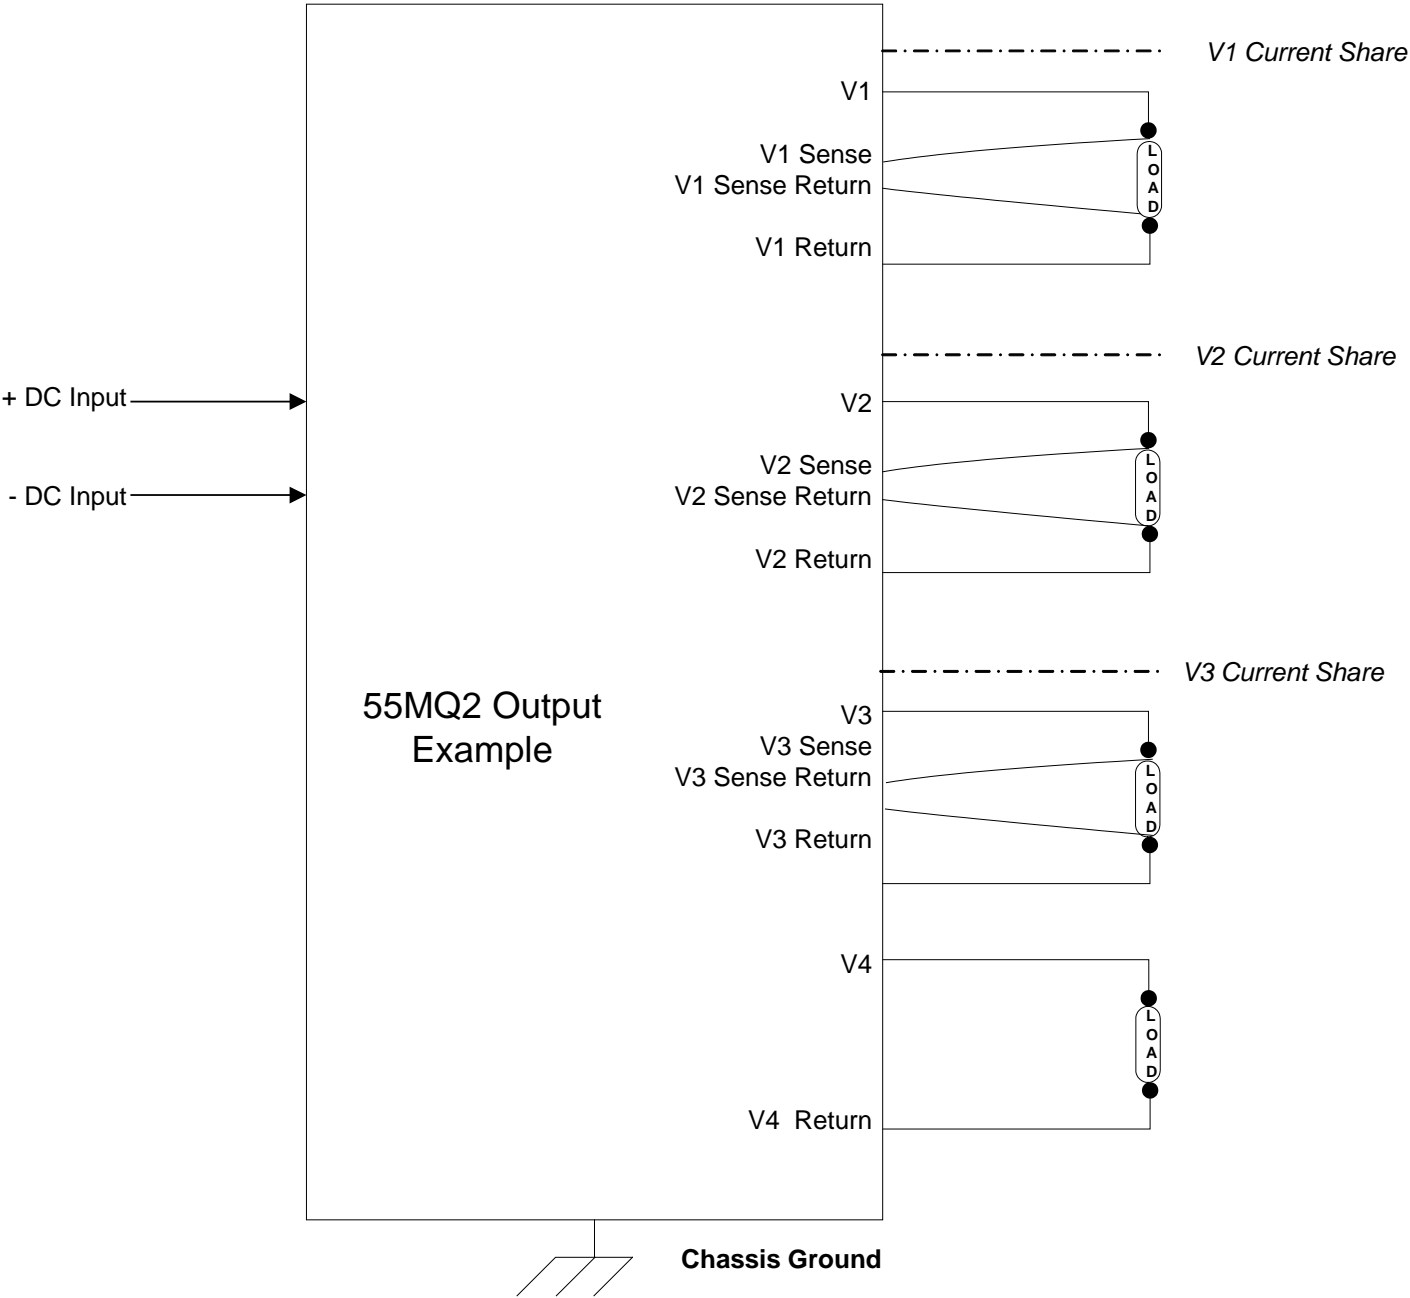 V1 Current Share
V1
V1 Sense
V1 Sense Return
LOAD
V1 Return
V2 Current Share
+ DC Input
V2
V2 Sense
V2 Sense Return
LOAD
- DC Input
V2 Return
V3 Current Share
55MQ2 Output
Example
V3
V3 Sense
V3 Sense Return
LOAD
V3 Return
V4
LOAD
V4 Return
Chassis Ground